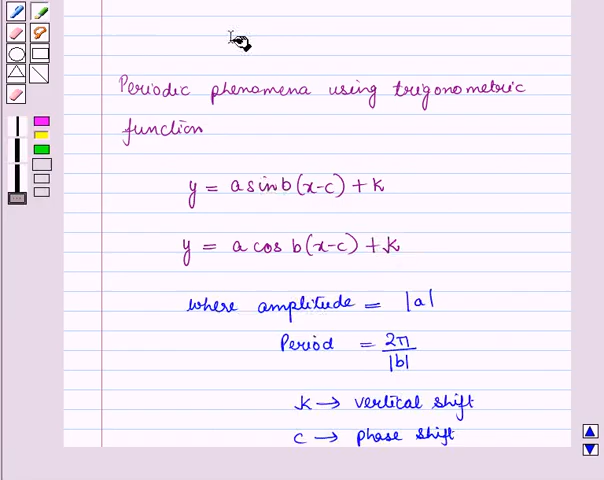 Periodic phenomena using trigonometric
function
y = a sin b(x-c) + k
y = a cos b(x-c) + k
where amplitude = |a|
Period = 2π/|b|
k → vertical shift
c → phase shift